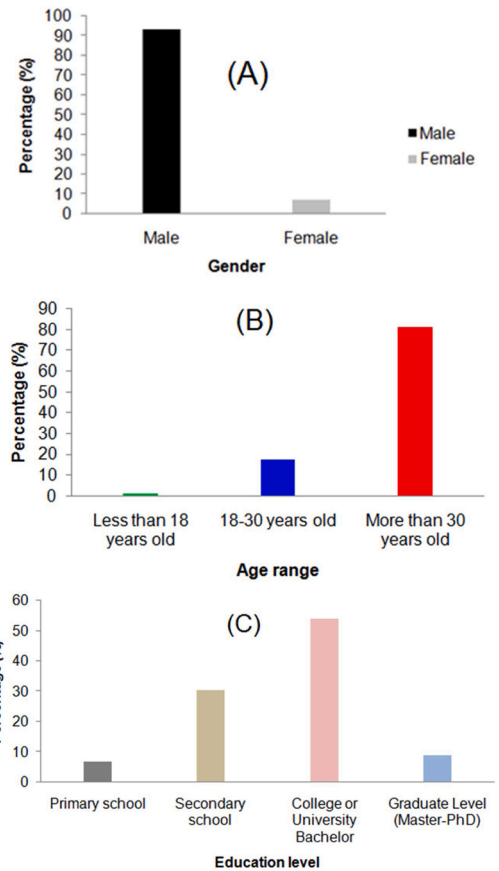 100
90
80
70
60
50
40
30
20
10
0
Percentage (%)
(A)
Male
Female
Male
Female
Gender
90
80
70
60
50
40
30
20
10
0
Percentage (%)
(B)
Less than 18
years old
18-30 years old
More than 30
years old
Age range
60
50
40
30
20
10
0
(C)
Primary school
Secondary
school
College or
University
Bachelor
Graduate Level
(Master-PhD)
Education level